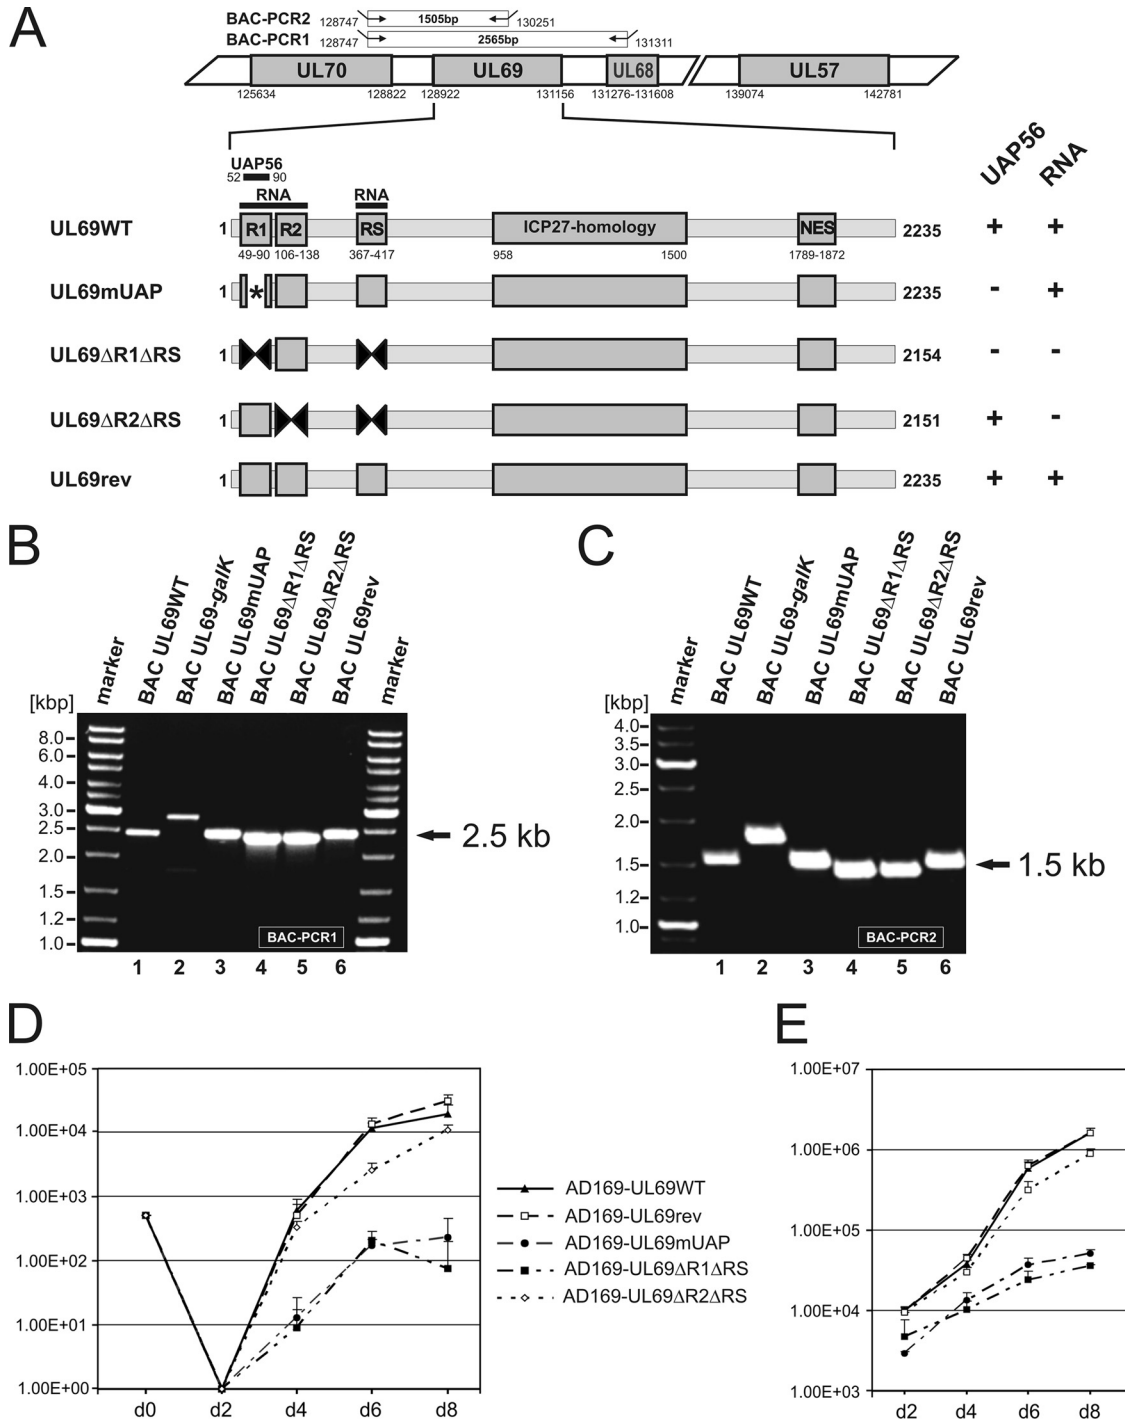 A
BAC-PCR2 128747 1505bp 130251
BAC-PCR1 128747 2565bp 131311
UL70 UL69 UL68 UL57
125634 128822 128922 131156 131276-131608 139074 142781
UAP56
52 90
RNA RNA
UAP56 RNA
UL69WT 1 R1 R2 RS ICP27-homology NES 2235 + +
49-90 106-138 367-417 958 1500 1789-1872
UL69mUAP 1 * 2235 - +
UL69ΔR1ΔRS 1 2154 - -
UL69ΔR2ΔRS 1 2151 + -
UL69rev 1 2235 + +
B
marker BAC UL69WT BAC UL69-galK BAC UL69mUAP BAC UL69ΔR1ΔRS BAC UL69ΔR2ΔRS BAC UL69rev marker
[kbp]
8.0
6.0
4.0
3.0
2.5
2.0
1.5
1.2
1.0
2.5 kb
BAC-PCR1
1 2 3 4 5 6
C
marker BAC UL69WT BAC UL69-galK BAC UL69mUAP BAC UL69ΔR1ΔRS BAC UL69ΔR2ΔRS BAC UL69rev
[kbp]
4.0
3.5
3.0
2.5
2.0
1.5
1.2
1.0
1.5 kb
BAC-PCR2
1 2 3 4 5 6
D
1.00E+05
1.00E+04
1.00E+03
1.00E+02
1.00E+01
1.00E+00
d0 d2 d4 d6 d8
AD169-UL69WT
AD169-UL69rev
AD169-UL69mUAP
AD169-UL69ΔR1ΔRS
AD169-UL69ΔR2ΔRS
E
1.00E+07
1.00E+06
1.00E+05
1.00E+04
1.00E+03
d2 d4 d6 d8